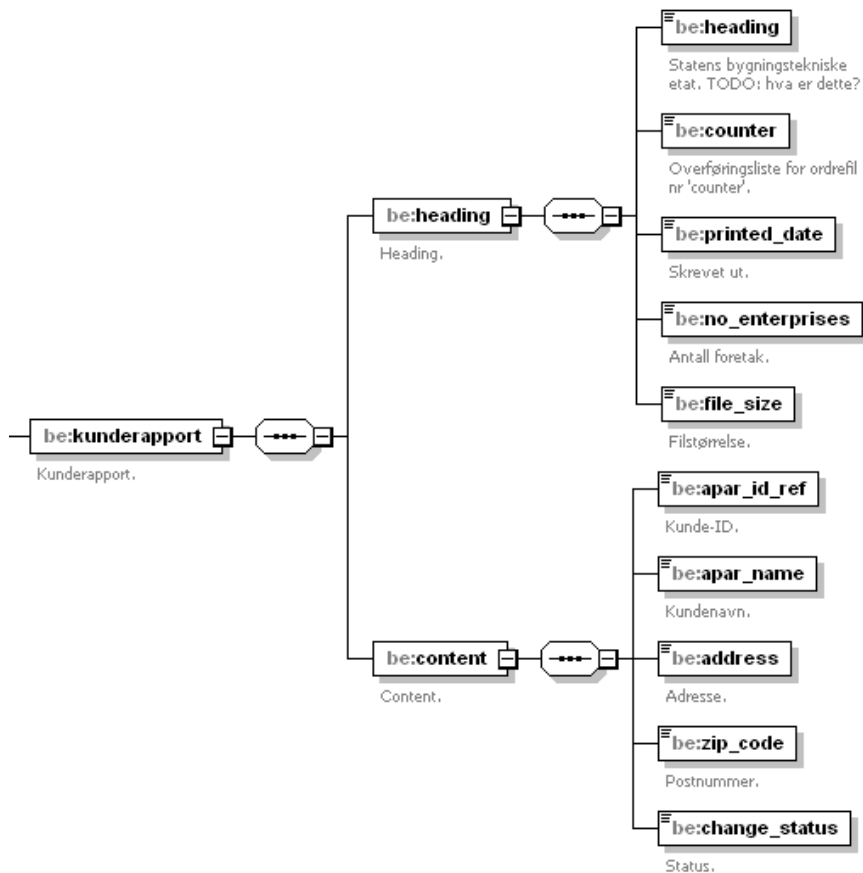 be:kunderapport
Kunderapport.
be:heading
Heading.
be:heading
Statens bygningstekniske
etat. TODO: hva er dette?
be:counter
Overføringsliste for ordrefil
nr 'counter'.
be:printed_date
Skrevet ut.
be:no_enterprises
Antall foretak.
be:file_size
Filstørrelse.
be:content
Content.
be:apar_id_ref
Kunde-ID.
be:apar_name
Kundenavn.
be:address
Adresse.
be:zip_code
Postnummer.
be:change_status
Status.